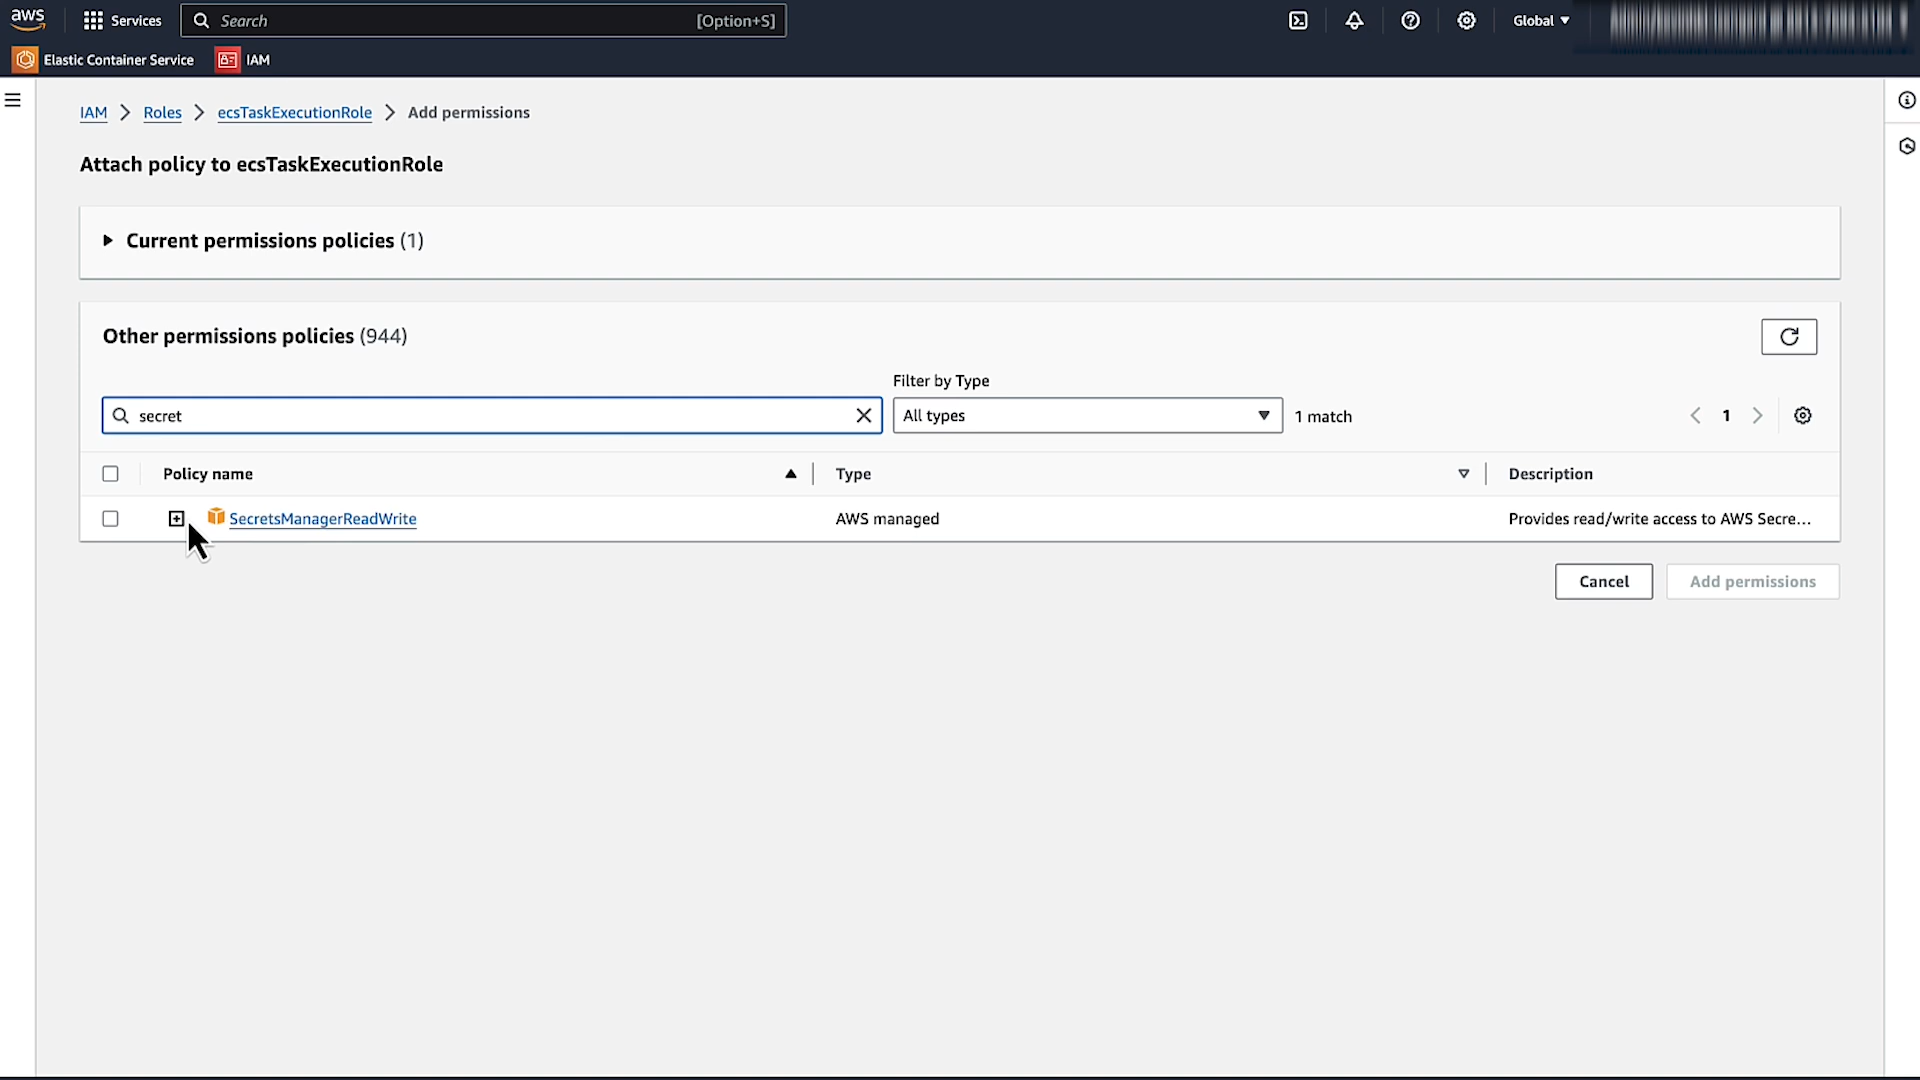 aws
Services
Search
[Option+S]
Global
Elastic Container Service
IAM
IAM
Roles
ecsTaskExecutionRole
Add permissions
Attach policy to ecsTaskExecutionRole
Current permissions policies (1)
Other permissions policies (944)
Filter by Type
secret
All types
1 match
1
Policy name
Type
Description
SecretsManagerReadWrite
AWS managed
Provides read/write access to AWS Secre...
Cancel
Add permissions